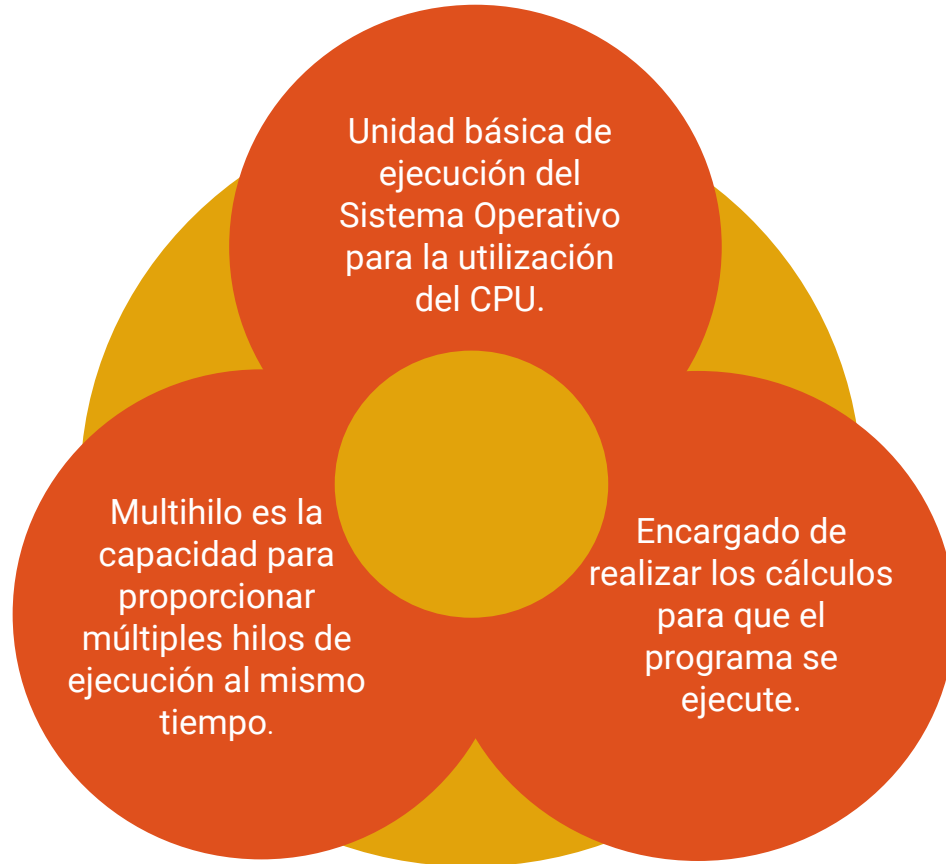 Unidad básica de
ejecución del
Sistema Operativo
para la utilización
del CPU.
Multihilo es la
capacidad para
proporcionar
múltiples hilos de
ejecución al mismo
tiempo.
Encargado de
realizar los cálculos
para que el
programa se
ejecute.